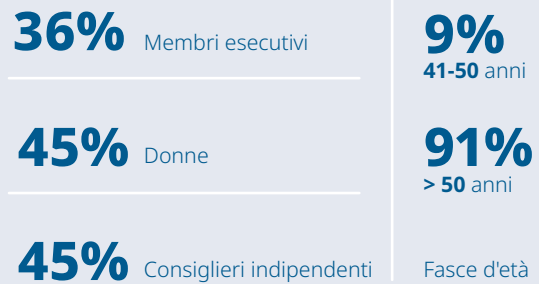 36% Membri esecutivi
45% Donne
45% Consiglieri indipendenti
9%
41-50 anni
91%
> 50 anni
Fasce d'età